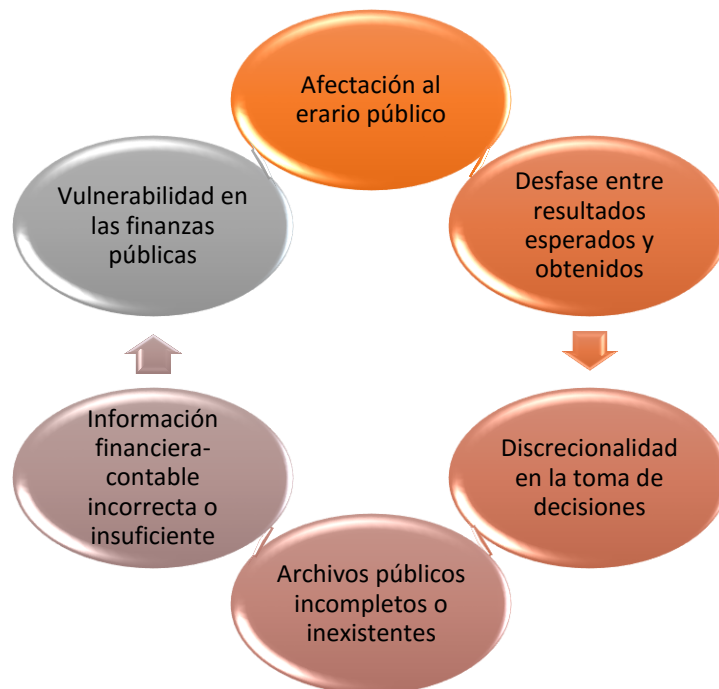 Afectación al
erario público
Desfase entre
resultados
esperados y
obtenidos
Discrecionalidad
en la toma de
decisiones
Archivos públicos
incompletos o
inexistentes
Información
financiera-
contable
incorrecta o
insuficiente
Vulnerabilidad en
las finanzas
públicas